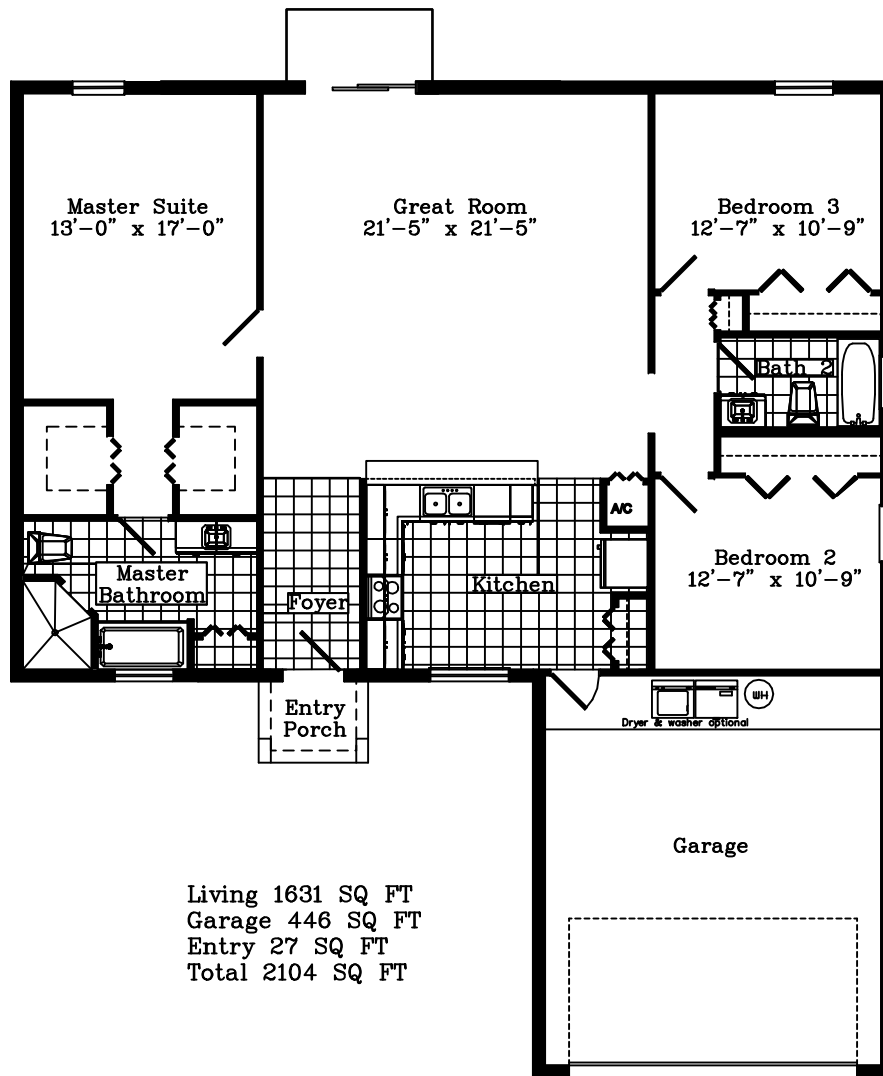 Master Suite
13'-0" x 17'-0"
Great Room
21'-5" x 21'-5"
Bedroom 3
12'-7" x 10'-9"
Bath 2
A/C
Master
Bathroom
Foyer
Kitchen
Bedroom 2
12'-7" x 10'-9"
Entry
Porch
WH
Dryer & washer optional
Garage
Living 1631 SQ FT
Garage 446 SQ FT
Entry 27 SQ FT
Total 2104 SQ FT